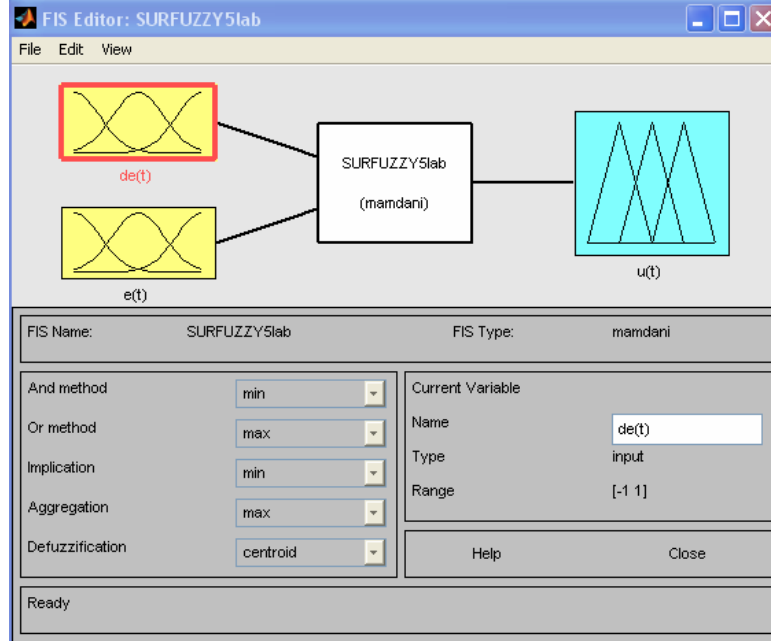 FIS Editor: SURFUZZY5lab
File Edit View
de(t)
SURFUZZY5lab
(mamdani)
e(t)
u(t)
FIS Name: SURFUZZY5lab FIS Type: mamdani
And method min
Or method max
Implication min
Aggregation max
Defuzzification centroid
Current Variable
Name de(t)
Type input
Range [-1 1]
Help Close
Ready